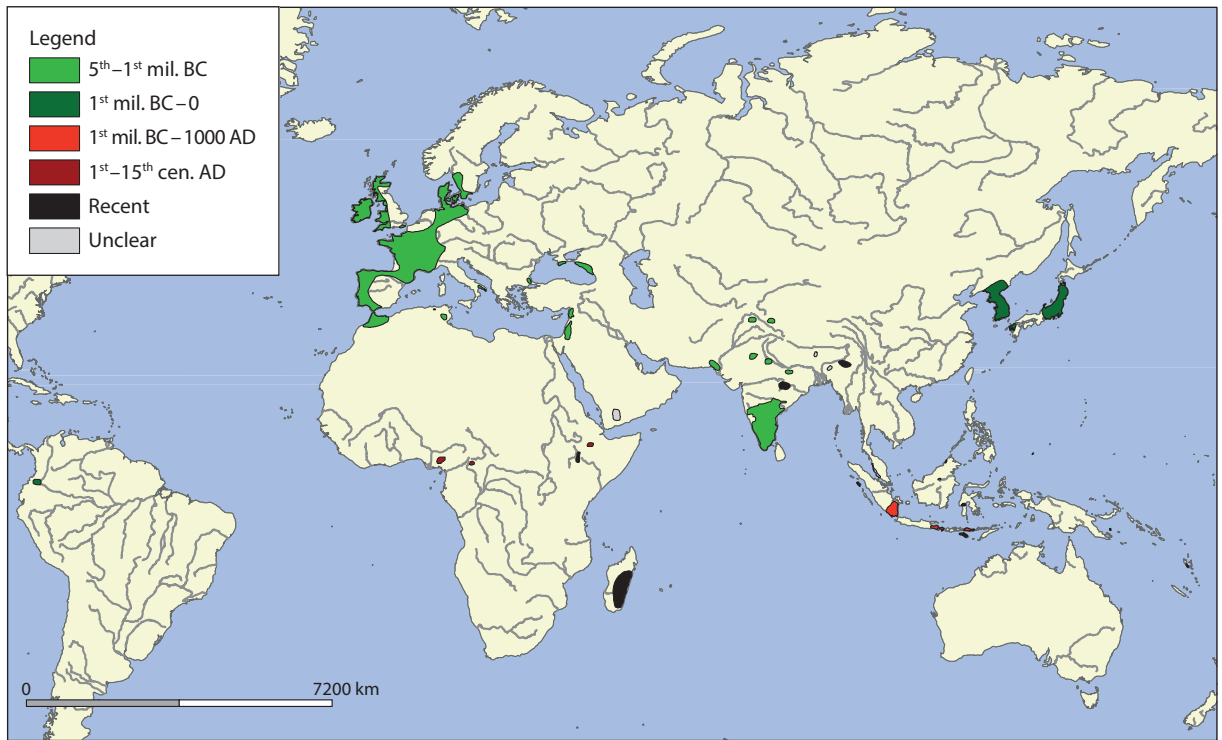 Legend
5th–1st mil. BC
1st mil. BC–0
1st mil. BC–1000 AD
1st–15th cen. AD
Recent
Unclear
0 7200 km